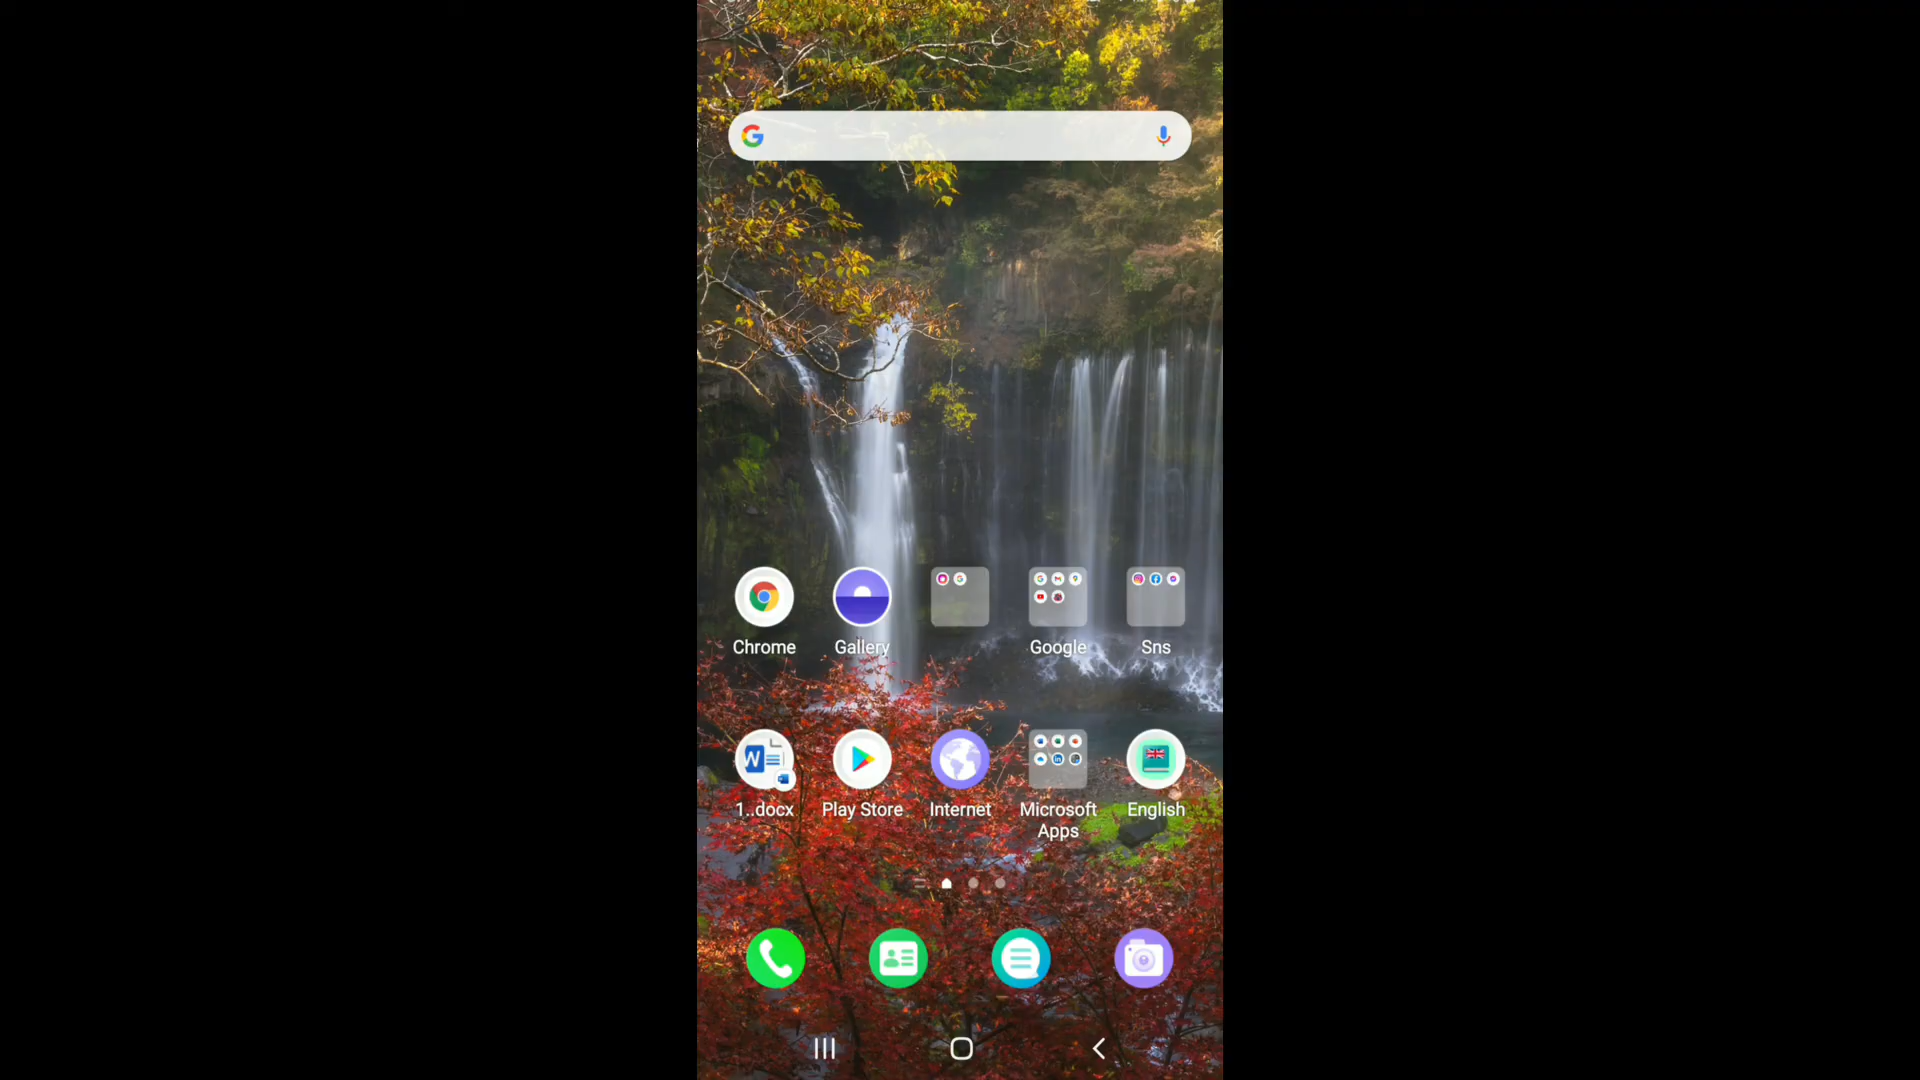 Chrome
Gallery
Google
Sns
1..docx
Play Store
Internet
Microsoft
Apps
English